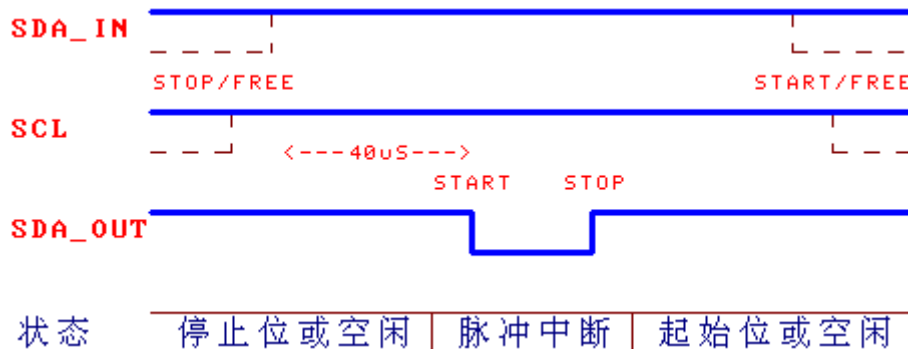 SDA_IN
STOP/FREE START/FREE
SCL
<---40uS--->
START STOP
SDA_OUT
状态 停止位或空闲 脉冲中断 起始位或空闲